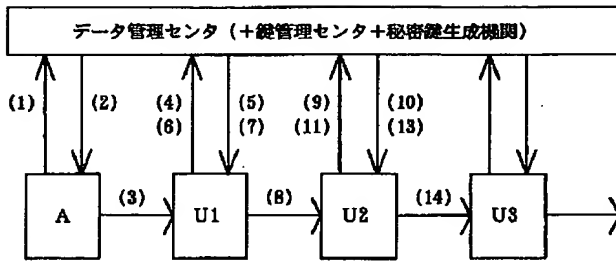 データ管理センタ(+鍵管理センタ+秘密鍵生成機関)
(1) (2) (4) (5) (9) (10)
(6) (7) (11) (13)
A (3) U1 (8) U2 (14) U3